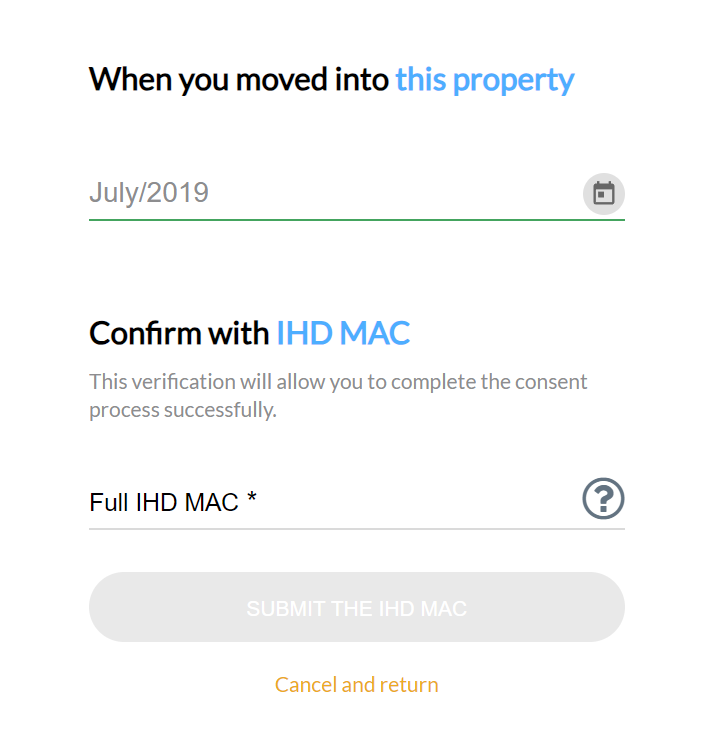 When you moved into this property
July/2019
Confirm with IHD MAC
This verification will allow you to complete the consent
process successfully.
Full IHD MAC *
SUBMIT THE IHD MAC
Cancel and return